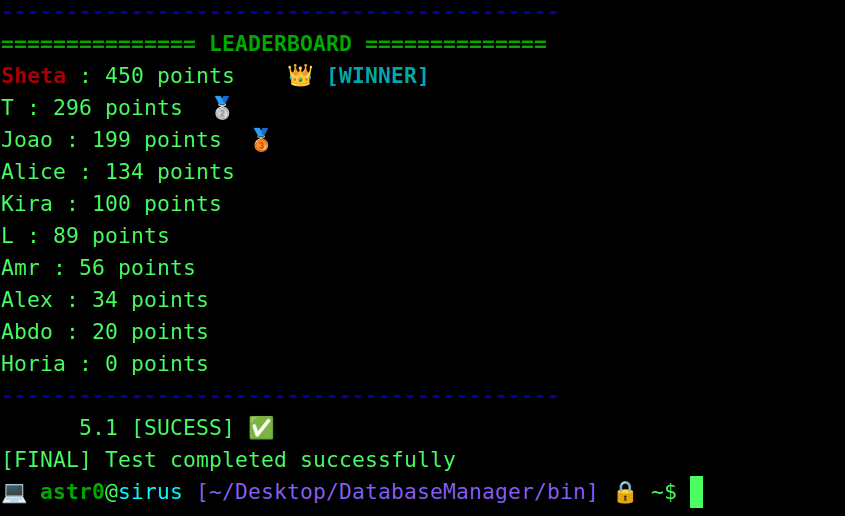 -------------------------------------------
=============== LEADERBOARD ==============
Sheta : 450 points 👑 [WINNER]
T : 296 points 🥈
Joao : 199 points 🥉
Alice : 134 points
Kira : 100 points
L : 89 points
Amr : 56 points
Alex : 34 points
Abdo : 20 points
Horia : 0 points
-------------------------------------------
5.1 [SUCESS] ✅
[FINAL] Test completed successfully
💻 astr0@sirus [~/Desktop/DatabaseManager/bin] 🔒 ~$